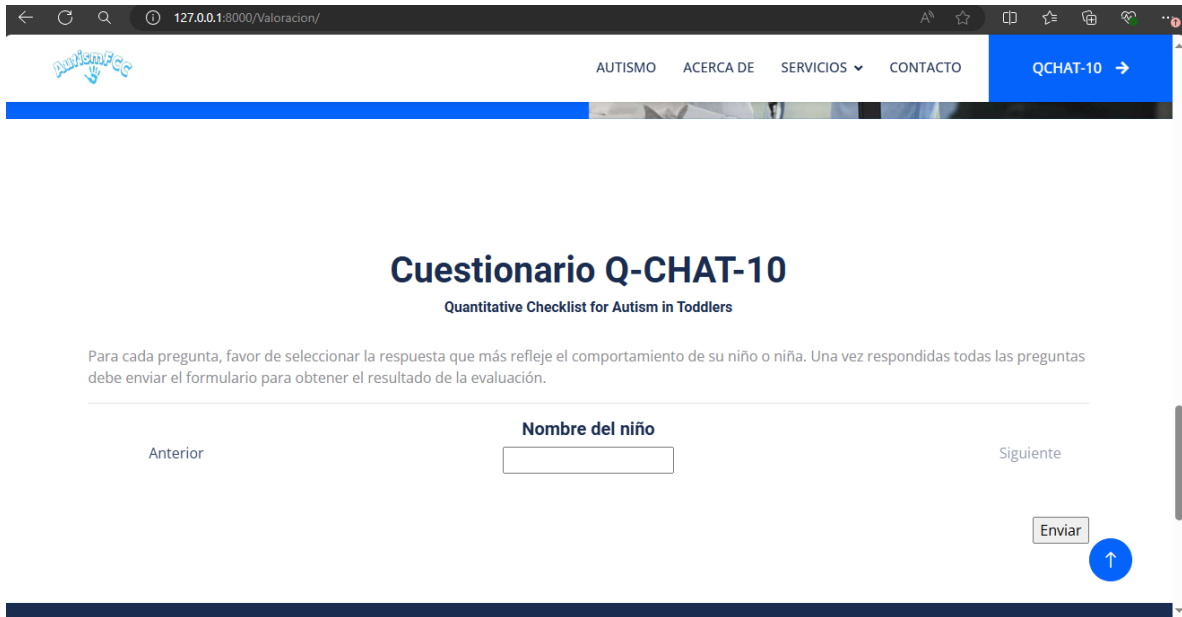 127.0.0.1:8000/Valoracion/
AutismFCC
AUTISMO ACERCA DE SERVICIOS CONTACTO QCHAT-10
Cuestionario Q-CHAT-10
Quantitative Checklist for Autism in Toddlers
Para cada pregunta, favor de seleccionar la respuesta que más refleje el comportamiento de su niño o niña. Una vez respondidas todas las preguntas
debe enviar el formulario para obtener el resultado de la evaluación.
Nombre del niño
Anterior Siguiente
Enviar